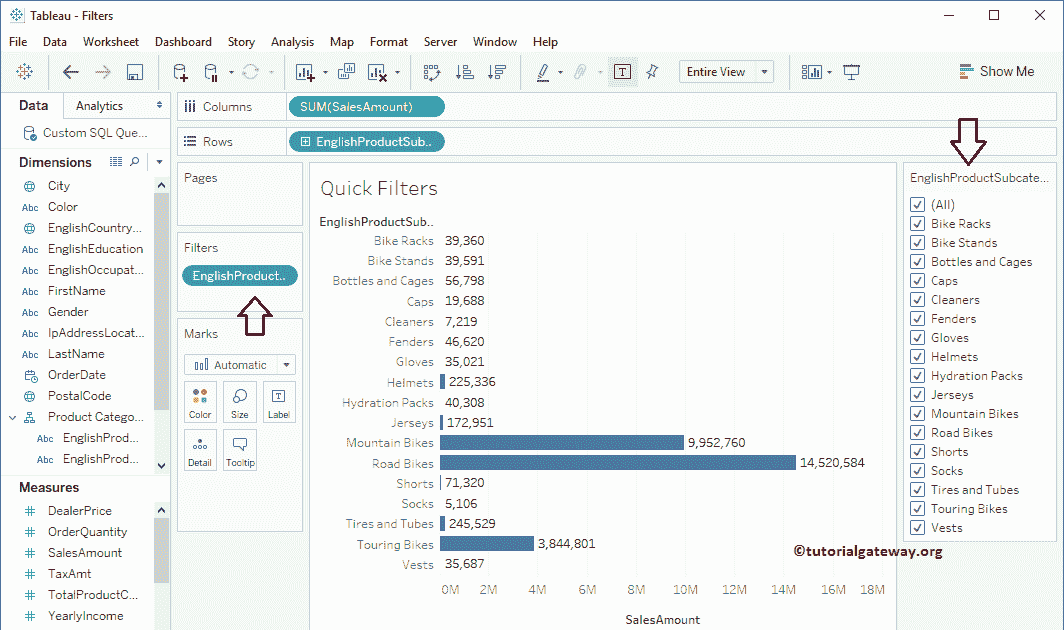 Tableau - Filters
File Data Worksheet Dashboard Story Analysis Map Format Server Window Help
Entire View
Show Me
Data Analytics
Custom SQL Que...
Dimensions
City
Abc Color
EnglishCountry...
Abc EnglishEducation
Abc EnglishOccupat...
Abc FirstName
Abc Gender
Abc IpAddressLocat...
Abc LastName
OrderDate
PostalCode
Product Catego...
Abc EnglishProd...
Abc EnglishProd...
Measures
# DealerPrice
# OrderQuantity
# SalesAmount
# TaxAmt
# TotalProductC...
# YearlyIncome
Columns SUM(SalesAmount)
Rows EnglishProductSub..
Pages
Filters
EnglishProduct..
Marks
Automatic
Color Size Label
Detail Tooltip
Quick Filters
EnglishProductSub..
Bike Racks 39,360
Bike Stands 39,591
Bottles and Cages 56,798
Caps 19,688
Cleaners 7,219
Fenders 46,620
Gloves 35,021
Helmets 225,336
Hydration Packs 40,308
Jerseys 172,951
Mountain Bikes 9,952,760
Road Bikes 14,520,584
Shorts 71,320
Socks 5,106
Tires and Tubes 245,529
Touring Bikes 3,844,801
Vests 35,687
0M 2M 4M 6M 8M 10M 12M 14M 16M 18M
SalesAmount
EnglishProductSubcate...
(All)
Bike Racks
Bike Stands
Bottles and Cages
Caps
Cleaners
Fenders
Gloves
Helmets
Hydration Packs
Jerseys
Mountain Bikes
Road Bikes
Shorts
Socks
Tires and Tubes
Touring Bikes
Vests
©tutorialgateway.org